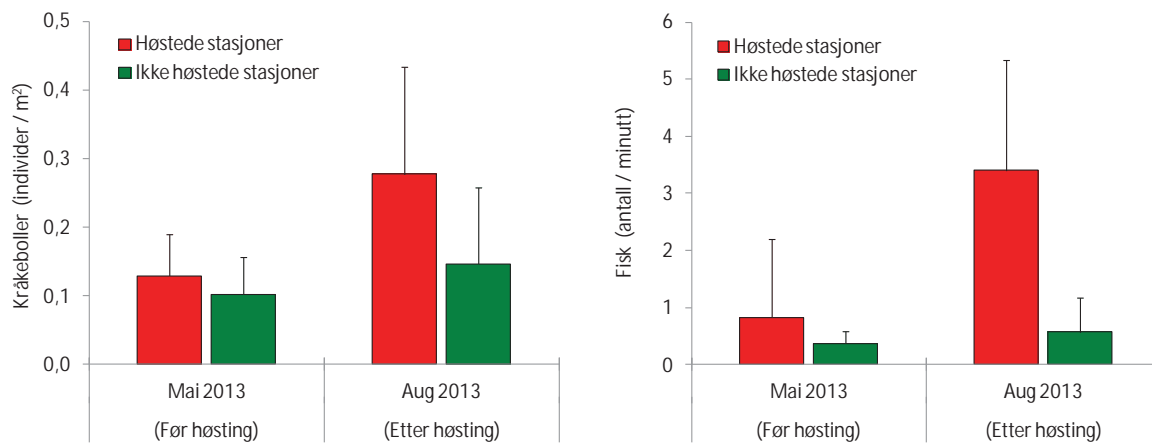 0,5
0,4
0,3
0,2
0,1
0,0
Kråkeboller (individer / m²)
Høstede stasjoner
Ikke høstede stasjoner
Mai 2013
Aug 2013
(Før høsting)
(Etter høsting)
6
5
4
3
2
1
0
Fisk (antall / minutt)
Høstede stasjoner
Ikke høstede stasjoner
Mai 2013
Aug 2013
(Før høsting)
(Etter høsting)